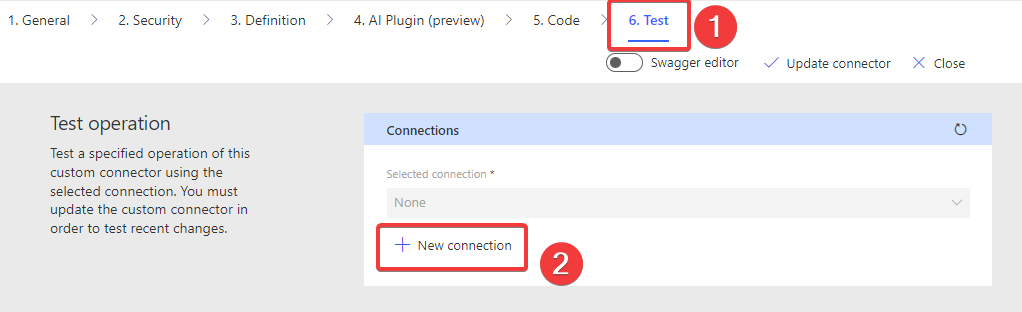 1. General > 2. Security > 3. Definition > 4. AI Plugin (preview) > 5. Code > 6. Test
1
Swagger editor Update connector Close
Test operation
Test a specified operation of this
custom connector using the
selected connection. You must
update the custom connector in
order to test recent changes.
Connections
Selected connection *
None
+ New connection
2